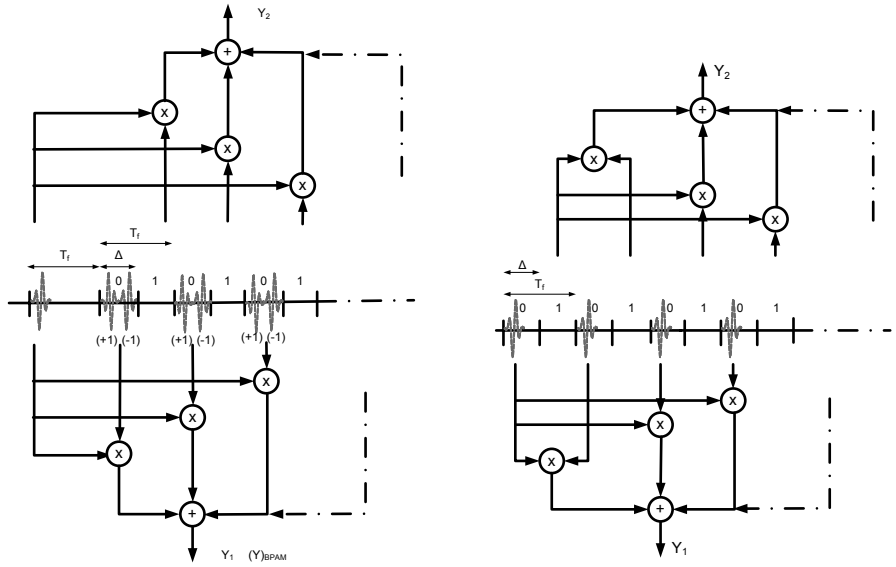 Y2
+
x
x
x
Tf
Tf Δ
0 1 0 1 0 1
(+1) (-1) (+1) (-1) (+1) (-1)
x
x
x
+
Y1 (Y)BPAM
Y2
+
x
x
x
Δ
Tf
0 1 0 1 0 1 0 1
x
x
x
+
Y1